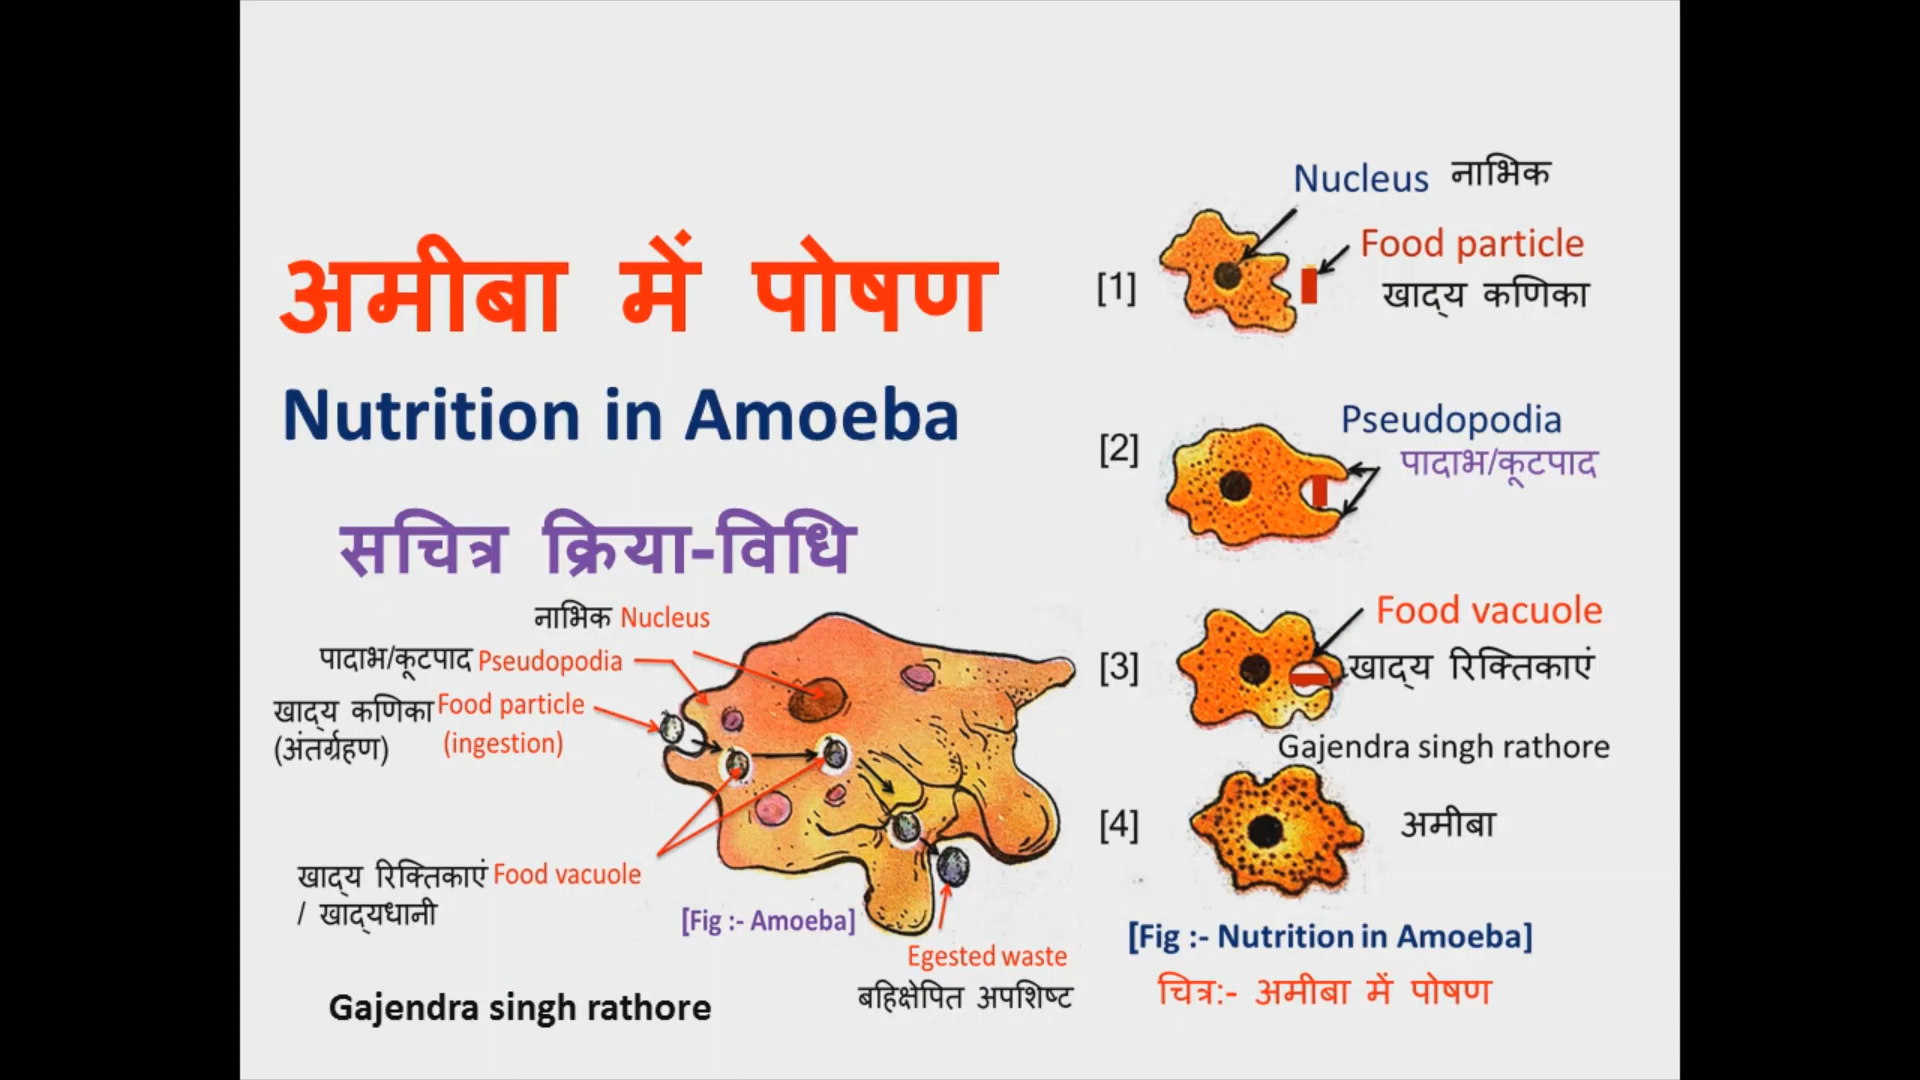 अमीबा में पोषण
Nutrition in Amoeba
सचित्र क्रिया-विधि
नाभिक Nucleus
पादाभ/कूटपाद Pseudopodia
खाद्य कणिका Food particle
(अंतर्ग्रहण) (ingestion)
खाद्य रिक्तिकाएं Food vacuole
/ खाद्यधानी
[Fig :- Amoeba]
Egested waste
बहिक्षेपित अपशिष्ट
Gajendra singh rathore
Nucleus नाभिक
[1] Food particle
खाद्य कणिका
[2] Pseudopodia
पादाभ/कूटपाद
Food vacuole
[3] खाद्य रिक्तिकाएं
Gajendra singh rathore
[4] अमीबा
[Fig :- Nutrition in Amoeba]
चित्र:- अमीबा में पोषण